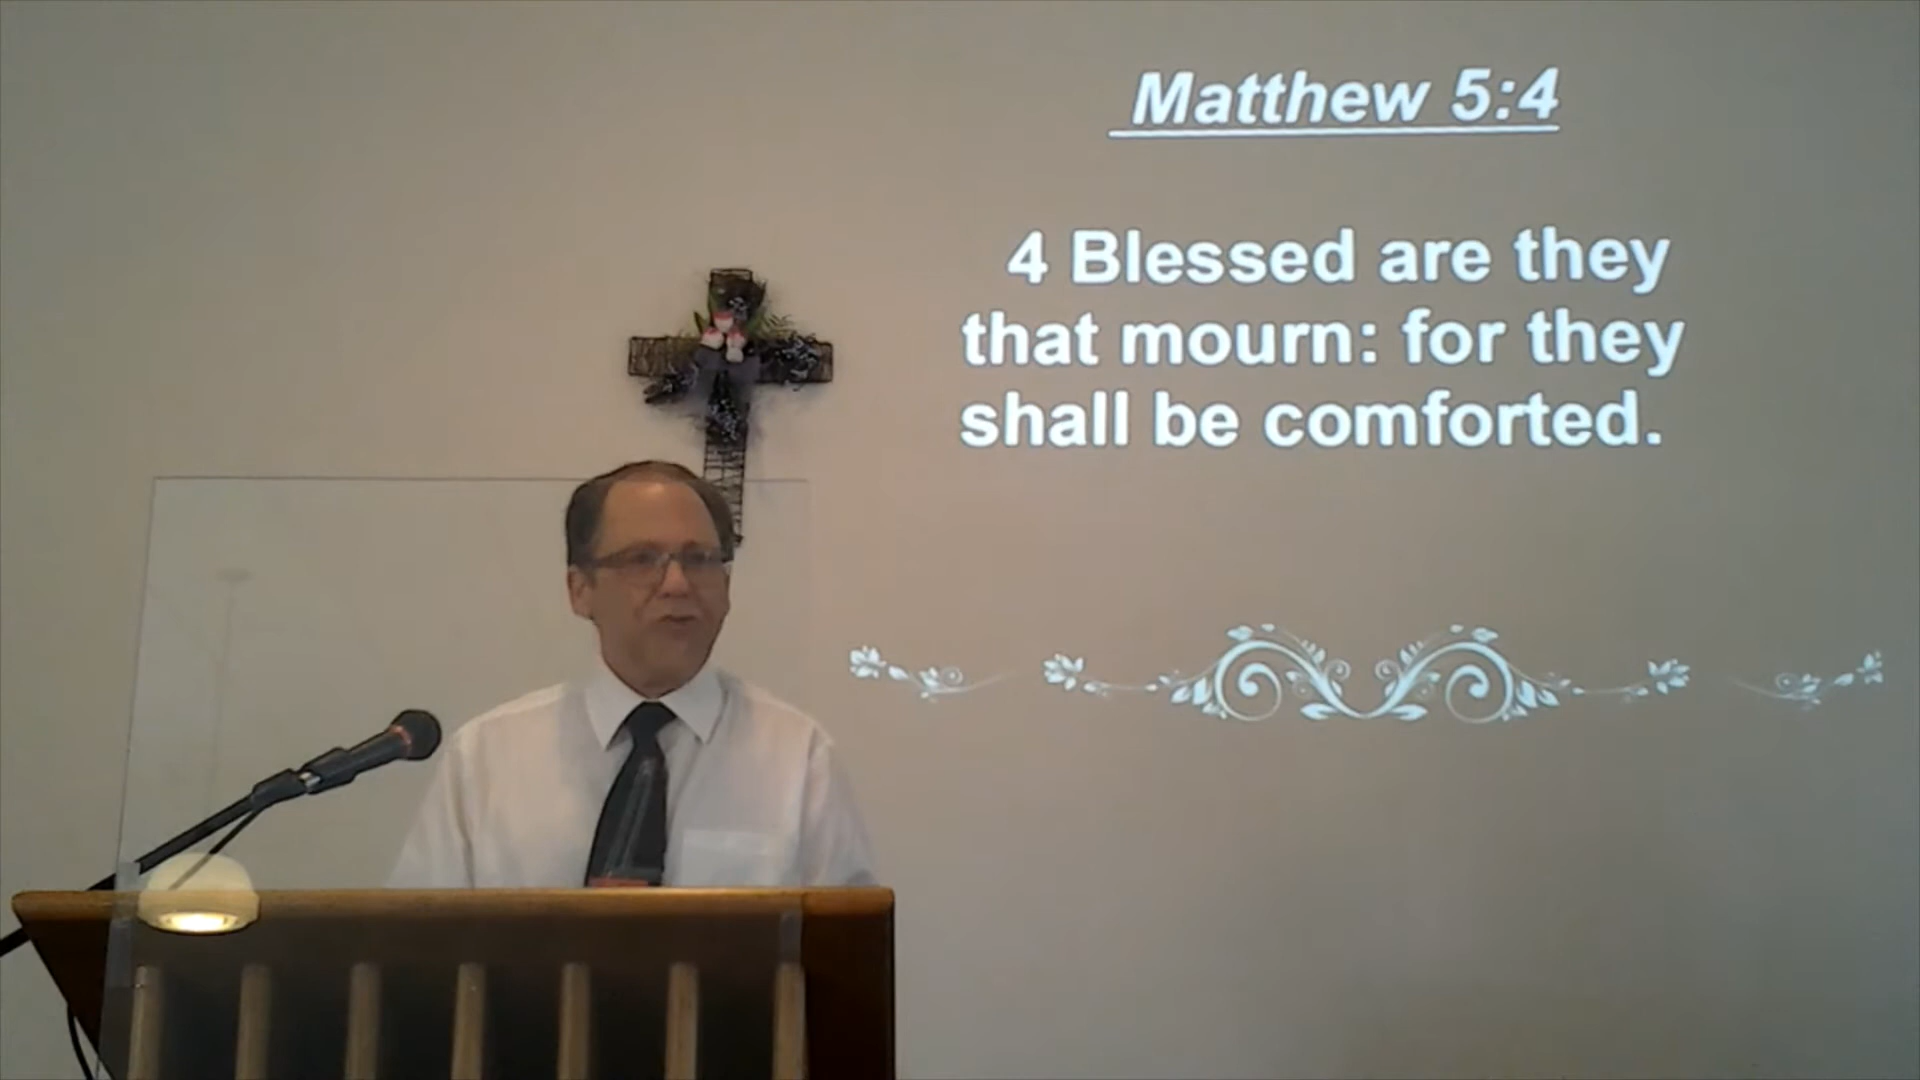 Matthew 5:4
4 Blessed are they
that mourn: for they
shall be comforted.